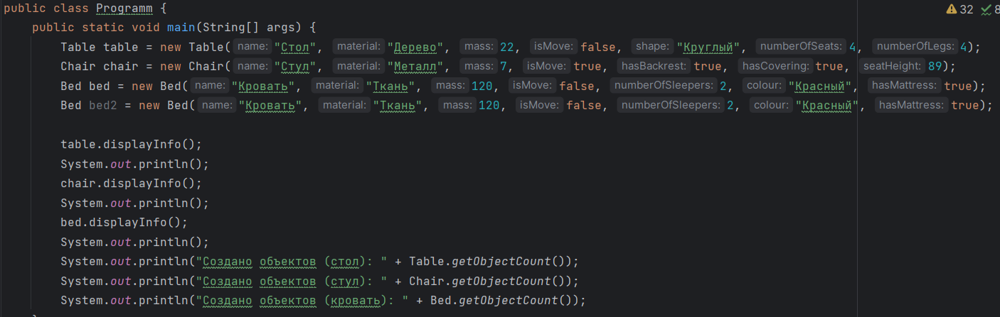 public class Programm {
32 8
public static void main(String[] args) {
Table table = new Table( name: "Стол", material: "Дерево", mass: 22, isMove: false, shape: "Круглый", numberOfSeats: 4, numberOfLegs: 4);
Chair chair = new Chair( name: "Стул", material: "Металл", mass: 7, isMove: true, hasBackrest: true, hasCovering: true, seatHeight: 89);
Bed bed = new Bed( name: "Кровать", material: "Ткань", mass: 120, isMove: false, numberOfSleepers: 2, colour: "Красный", hasMattress: true);
Bed bed2 = new Bed( name: "Кровать", material: "Ткань", mass: 120, isMove: false, numberOfSleepers: 2, colour: "Красный", hasMattress: true);
table.displayInfo();
System.out.println();
chair.displayInfo();
System.out.println();
bed.displayInfo();
System.out.println();
System.out.println("Создано объектов (стол): " + Table.getObjectCount());
System.out.println("Создано объектов (стул): " + Chair.getObjectCount());
System.out.println("Создано объектов (кровать): " + Bed.getObjectCount());